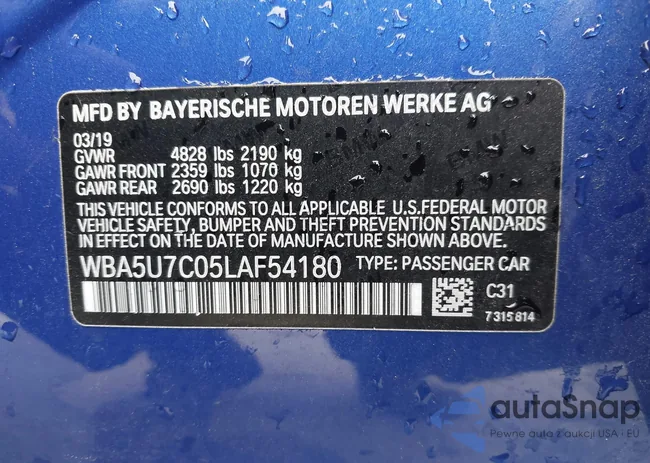 MFD BY BAYERISCHE MOTOREN WERKE AG
03/19
GVWR 4828 lbs 2190 kg
GAWR FRONT 2359 lbs 1070 kg
GAWR REAR 2690 lbs 1220 kg
THIS VEHICLE CONFORMS TO ALL APPLICABLE U.S.FEDERAL MOTOR
VEHICLE SAFETY, BUMPER AND THEFT PREVENTION STANDARDS
IN EFFECT ON THE DATE OF MANUFACTURE SHOWN ABOVE.
WBA5U7C05LAF54180 TYPE: PASSENGER CAR
C31
7315814
autaSnap
Pewne auto z aukcji USA · EU